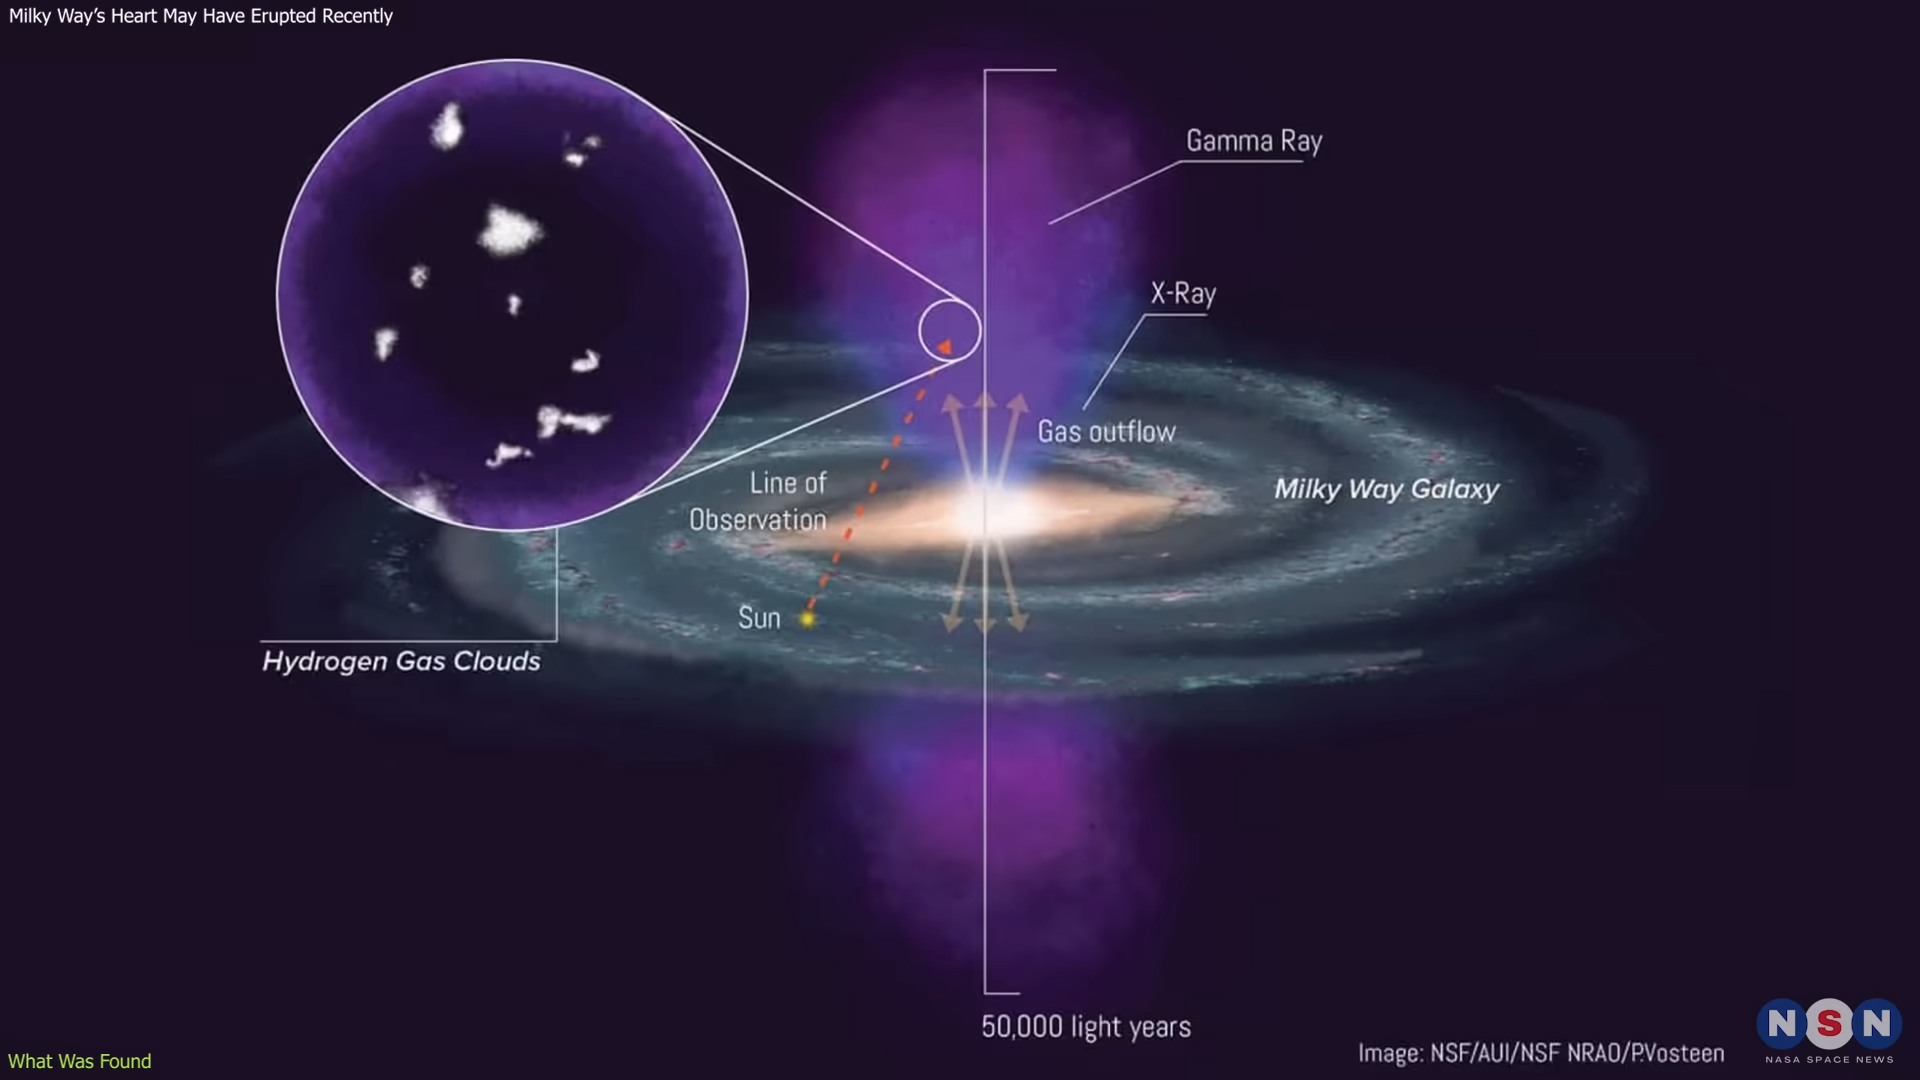 Milky Way’s Heart May Have Erupted Recently
Gamma Ray
X-Ray
Gas outflow
Line of
Observation
Milky Way Galaxy
Sun
Hydrogen Gas Clouds
50,000 light years
Image: NSF/AUI/NSF NRAO/P.Vosteen
NSN
NASA SPACE NEWS
What Was Found